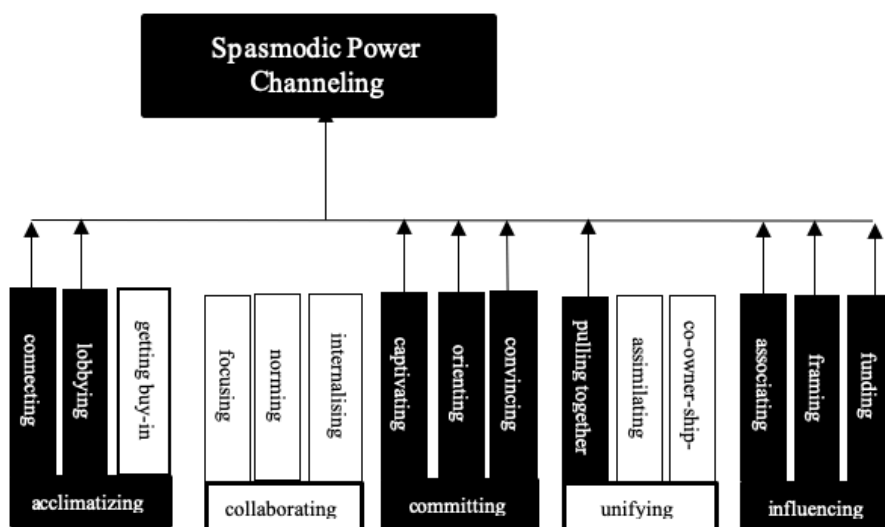 Spasmodic Power
Channeling
connecting
lobbying
getting buy-in
focusing
norming
internalising
captivating
orienting
convincing
pulling together
assimilating
co-owner-ship-
associating
framing
funding
acclimatizing
collaborating
committing
unifying
influencing